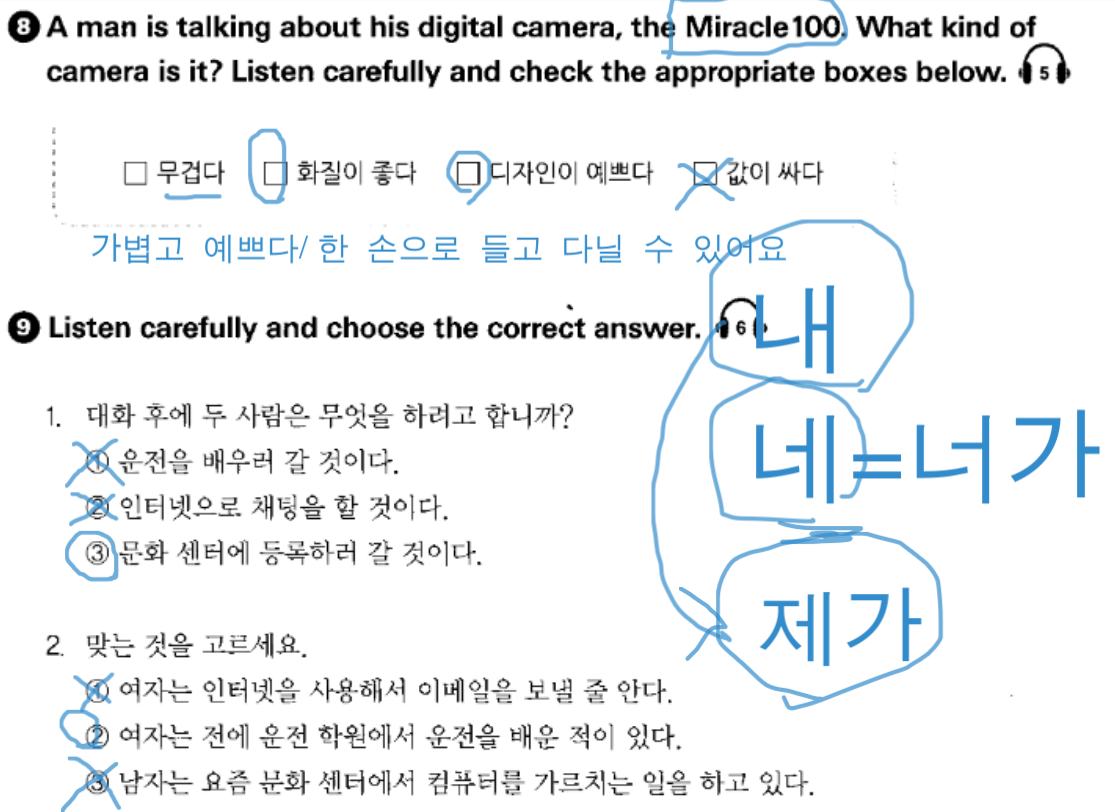 8 A man is talking about his digital camera, the Miracle100. What kind of
camera is it? Listen carefully and check the appropriate boxes below. 5
□ 무겁다 □ 화질이 좋다 □ 디자인이 예쁘다 □ 값이 싸다
가볍고 예쁘다/ 한 손으로 들고 다닐 수 있어요
내
9 Listen carefully and choose the correct answer. 6
1. 대화 후에 두 사람은 무엇을 하려고 합니까?
① 운전을 배우러 갈 것이다.
네=너가
② 인터넷으로 채팅을 할 것이다.
③ 문화 센터에 등록하러 갈 것이다.
제가
2. 맞는 것을 고르세요.
① 여자는 인터넷을 사용해서 이메일을 보낼 줄 안다.
② 여자는 전에 운전 학원에서 운전을 배운 적이 있다.
③ 남자는 요즘 문화 센터에서 컴퓨터를 가르치는 일을 하고 있다.